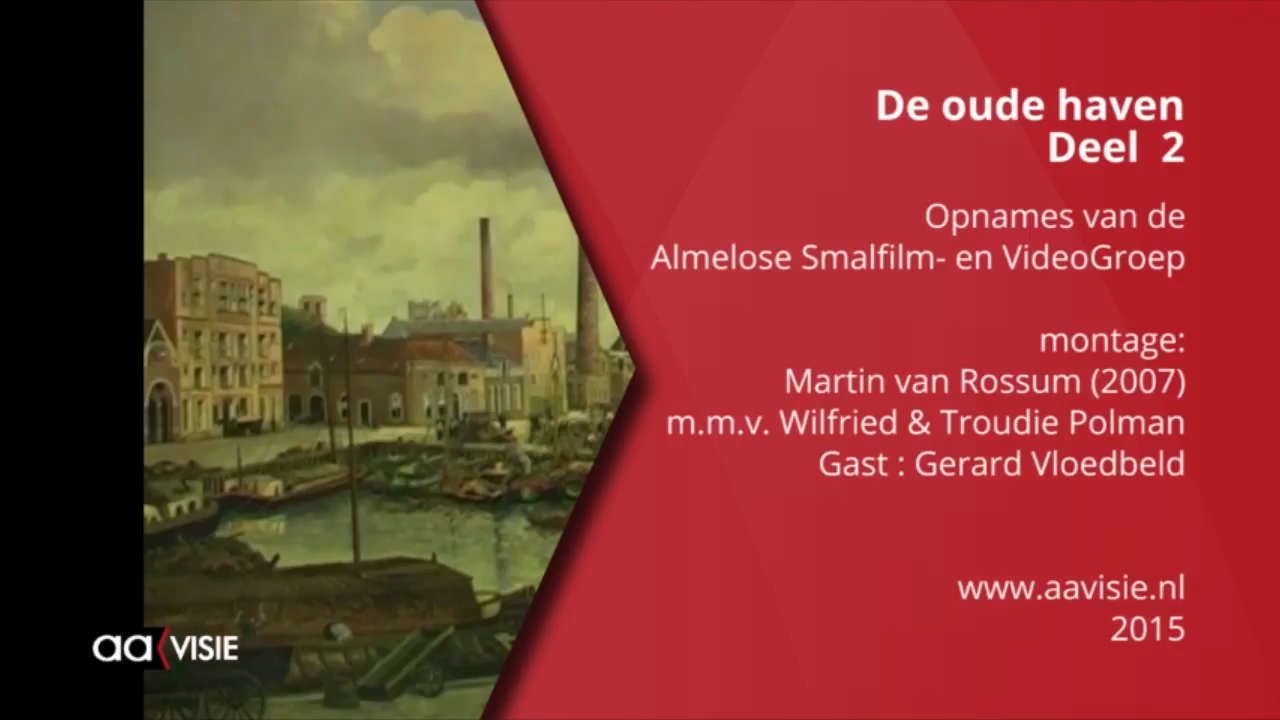 De oude haven
Deel 2
Opnames van de
Almelose Smalfilm- en VideoGroep
montage:
Martin van Rossum (2007)
m.m.v. Wilfried & Troudie Polman
Gast : Gerard Vloedbeld
www.aavisie.nl
2015
aa VISIE